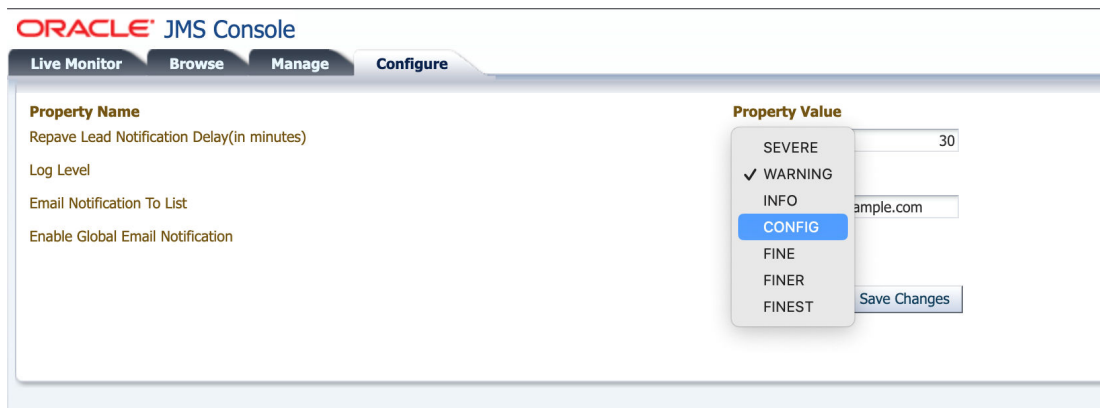 ORACLE® JMS Console
Live Monitor Browse Manage Configure
Property Name Property Value
Repave Lead Notification Delay(in minutes) 30
Log Level
Email Notification To List
Enable Global Email Notification
SEVERE
✓ WARNING
INFO
CONFIG
FINE
FINER
FINEST
Save Changes